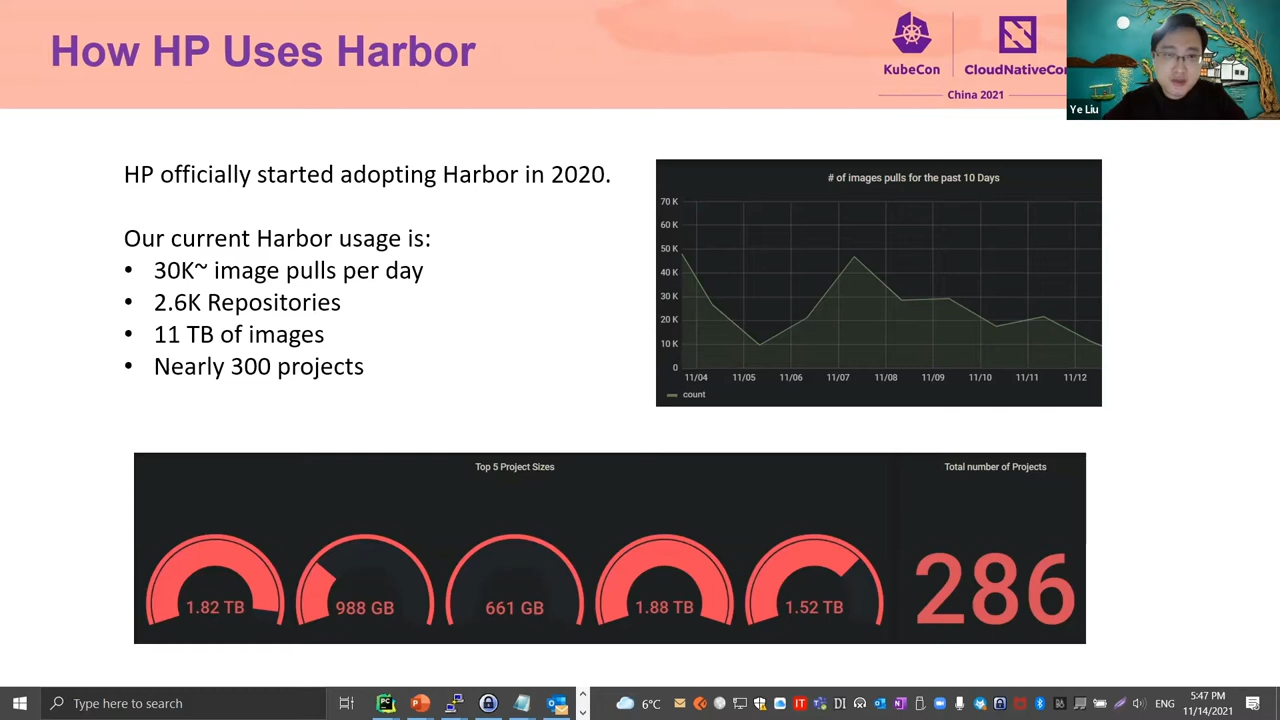 How HP Uses Harbor
KubeCon
CloudNativeCon
China 2021
Ye Liu
HP officially started adopting Harbor in 2020.
Our current Harbor usage is:
• 30K~ image pulls per day
• 2.6K Repositories
• 11 TB of images
• Nearly 300 projects
# of images pulls for the past 10 Days
70 K
60 K
50 K
40 K
30 K
20 K
10 K
0
11/04 11/05 11/06 11/07 11/08 11/09 11/10 11/11 11/12
count
Top 5 Project Sizes
1.82 TB
988 GB
661 GB
1.88 TB
1.52 TB
Total number of Projects
286
Type here to search
6°C
IT
DI
ENG
5:47 PM
11/14/2021